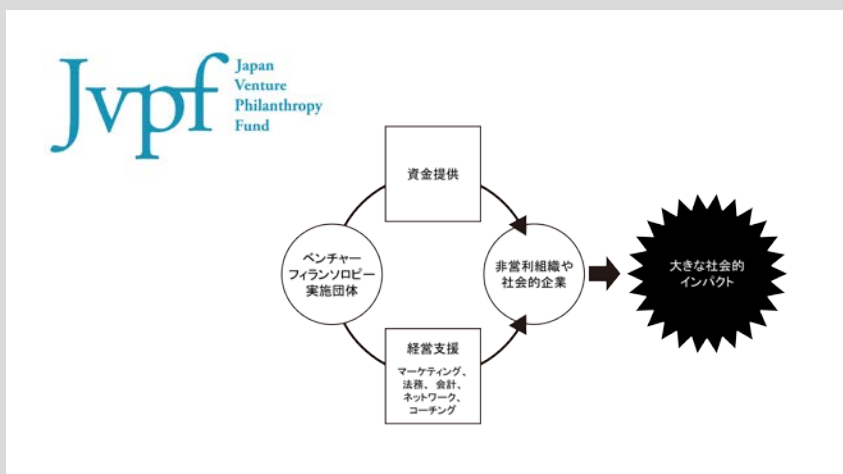 Jvpf
Japan
Venture
Philanthropy
Fund
資金提供
ベンチャー
フィランソロピー
実施団体
非営利組織や
社会的企業
大きな社会的
インパクト
経営支援
マーケティング、
法務、会計、
ネットワーク、
コーチング